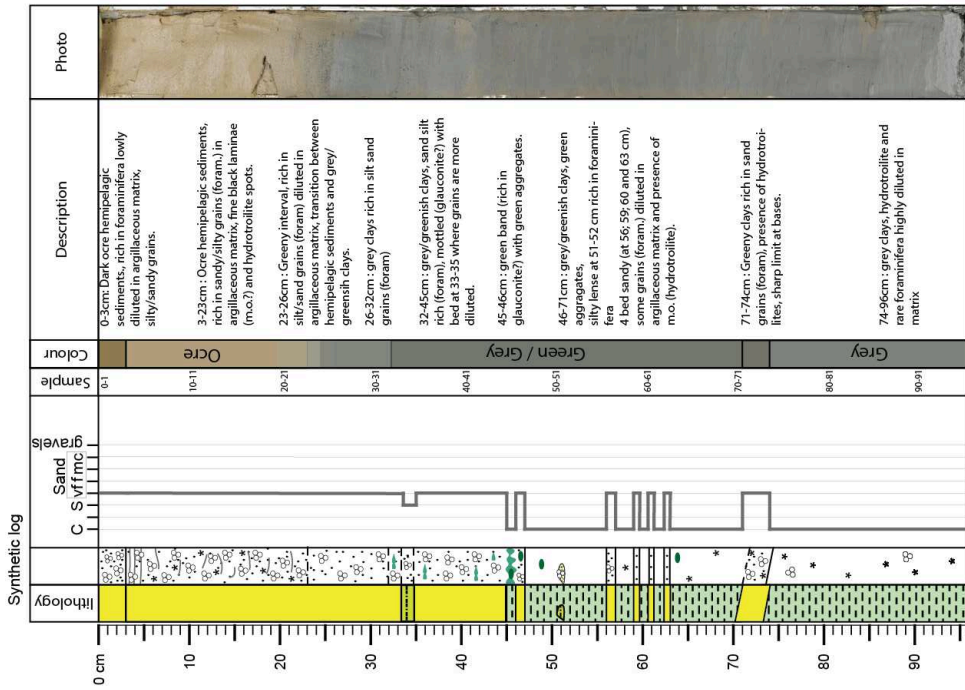 Synthetic log
lithology
C
S
Sand
vf f m c
gravels
Sample
Colour
Description
Photo
0 cm
10
20
30
40
50
60
70
80
90
0-1
10-11
20-21
30-31
40-41
50-51
60-61
70-71
80-81
90-91
Ocre
Green / Grey
Grey
0-3cm: Dark ocre hemipelagic
sediments., rich in foraminifera lowly
diluted in argillaceous matrix,
silty/sandy grains.
3-23cm : Ocre hemipelagic sediments,
rich in sandy/silty grains (foram.) in
argillaceous matrix, fine black laminae
(m.o.?) and hydrotroilite spots.
23-26cm : Greeny interval, rich in
silt/sand grains (foram) diluted in
argillaceous matrix, transition between
hemipelagic sediments and grey/
greensih clays.
26-32cm : grey clays rich in silt sand
grains (foram)
32-45cm : grey/greenish clays, sand silt
rich (foram), mottled (glauconite?) with
bed at 33-35 where grains are more
diluted.
45-46cm : green band (rich in
glauconite?) with green aggregates.
46-71cm : grey/greenish clays, green
aggregates,
silty lense at 51-52 cm rich in foramini-
fera
4 bed sandy (at 56; 59; 60 and 63 cm),
some grains (foram.) diluted in
argillaceous matrix and presence of
m.o. (hydrotroilite).
71-74cm : Greeny clays rich in sand
grains (foram), presence of hydrotroi-
lites, sharp limit at bases.
74-96cm : grey clays, hydrotroilite and
rare foraminifera highly diluted in
matrix